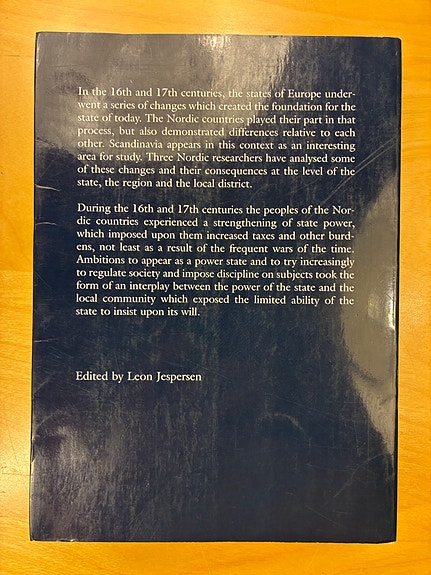 In the 16th and 17th centuries, the states of Europe under-
went a series of changes which created the foundation for the
state of today. The Nordic countries played their part in that
process, but also demonstrated differences relative to each
other. Scandinavia appears in this context as an interesting
area for study. Three Nordic researchers have analysed some
of these changes and their consequences at the level of the
state, the region and the local district.
During the 16th and 17th centuries the peoples of the Nor-
dic countries experienced a strengthening of state power,
which imposed upon them increased taxes and other burd-
ens, not least as a result of the frequent wars of the time.
Ambitions to appear as a power state and to try increasingly
to regulate society and impose discipline on subjects took the
form of an interplay between the power of the state and the
local community which exposed the limited ability of the
state to insist upon its will.
Edited by Leon Jespersen